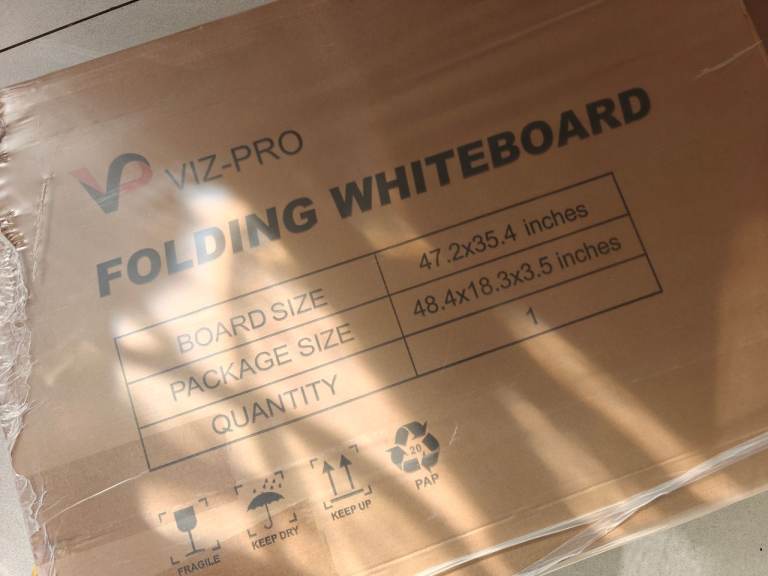 VP VIZ-PRO
FOLDING WHITEBOARD
BOARD SIZE 47.2x35.4 inches
PACKAGE SIZE 48.4x18.3x3.5 inches
QUANTITY 1
FRAGILE
KEEP DRY
KEEP UP
20
PAP